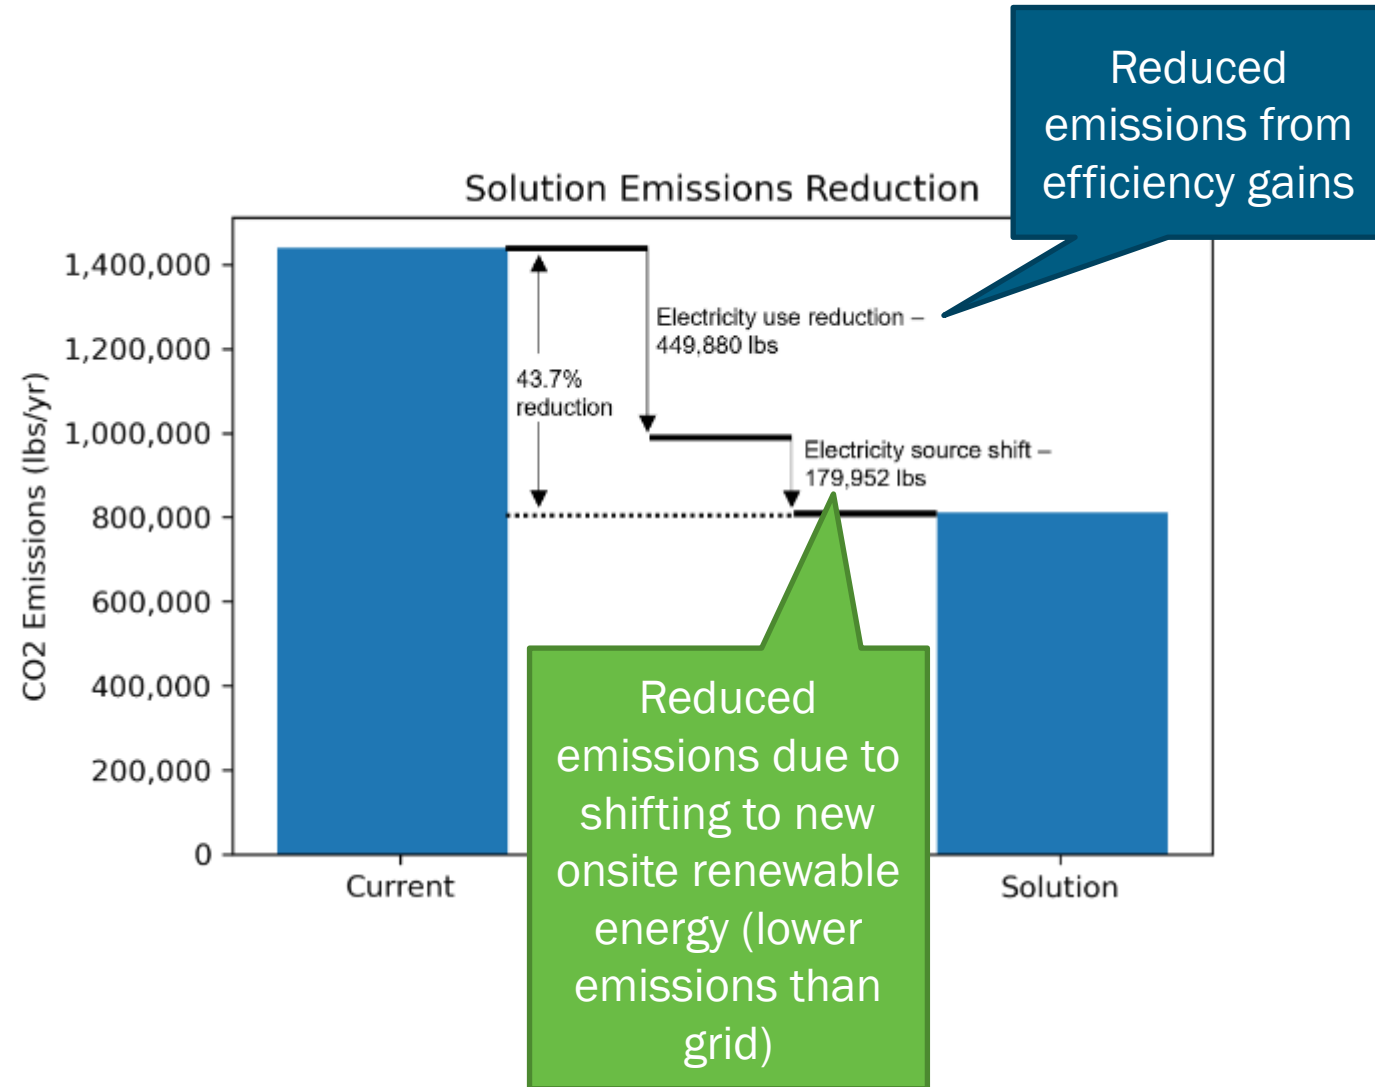 Reduced
emissions from
efficiency gains
Solution Emissions Reduction
CO2 Emissions (lbs/yr)
1,400,000
1,200,000
1,000,000
800,000
600,000
400,000
200,000
0
43.7%
reduction
Electricity use reduction –
449,880 lbs
Electricity source shift –
179,952 lbs
Reduced
emissions due to
shifting to new
onsite renewable
energy (lower
emissions than
grid)
Current
Solution